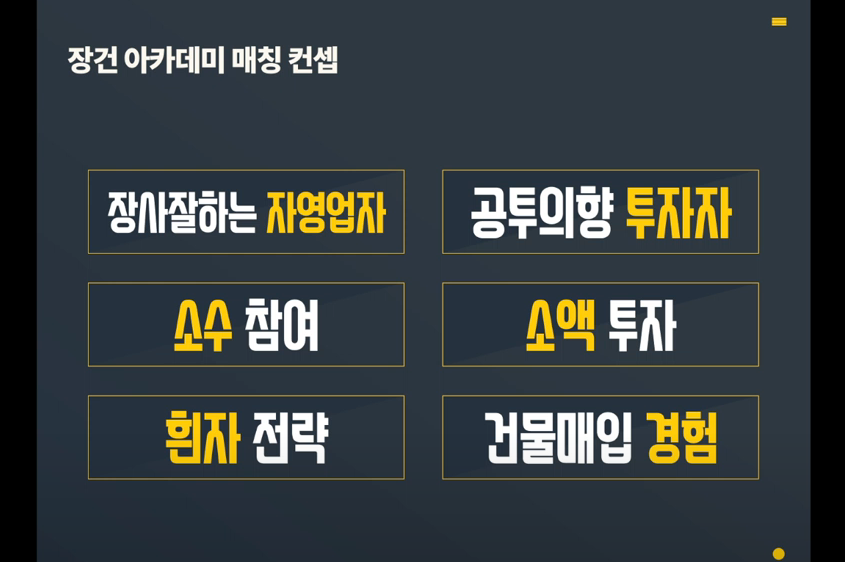 장건 아카데미 매칭 컨셉
장사잘하는 자영업자
공투의향 투자자
소수 참여
소액 투자
흰자 전략
건물매입 경험